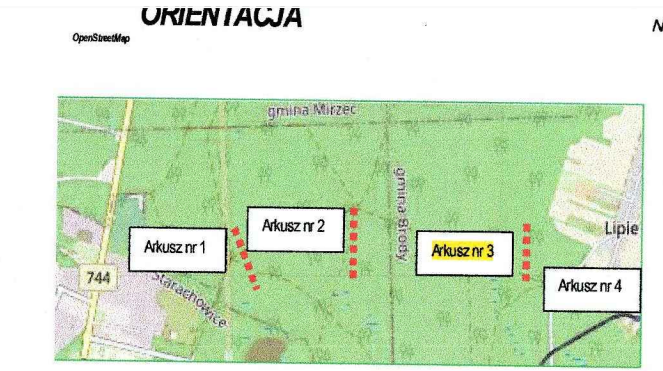 ORIENTACJA
OpenStreetMap
N
gmina Mirzec
gmina Brody
Arkusz nr 1
Arkusz nr 2
Arkusz nr 3
Lipie
744
Starachowice
Arkusz nr 4